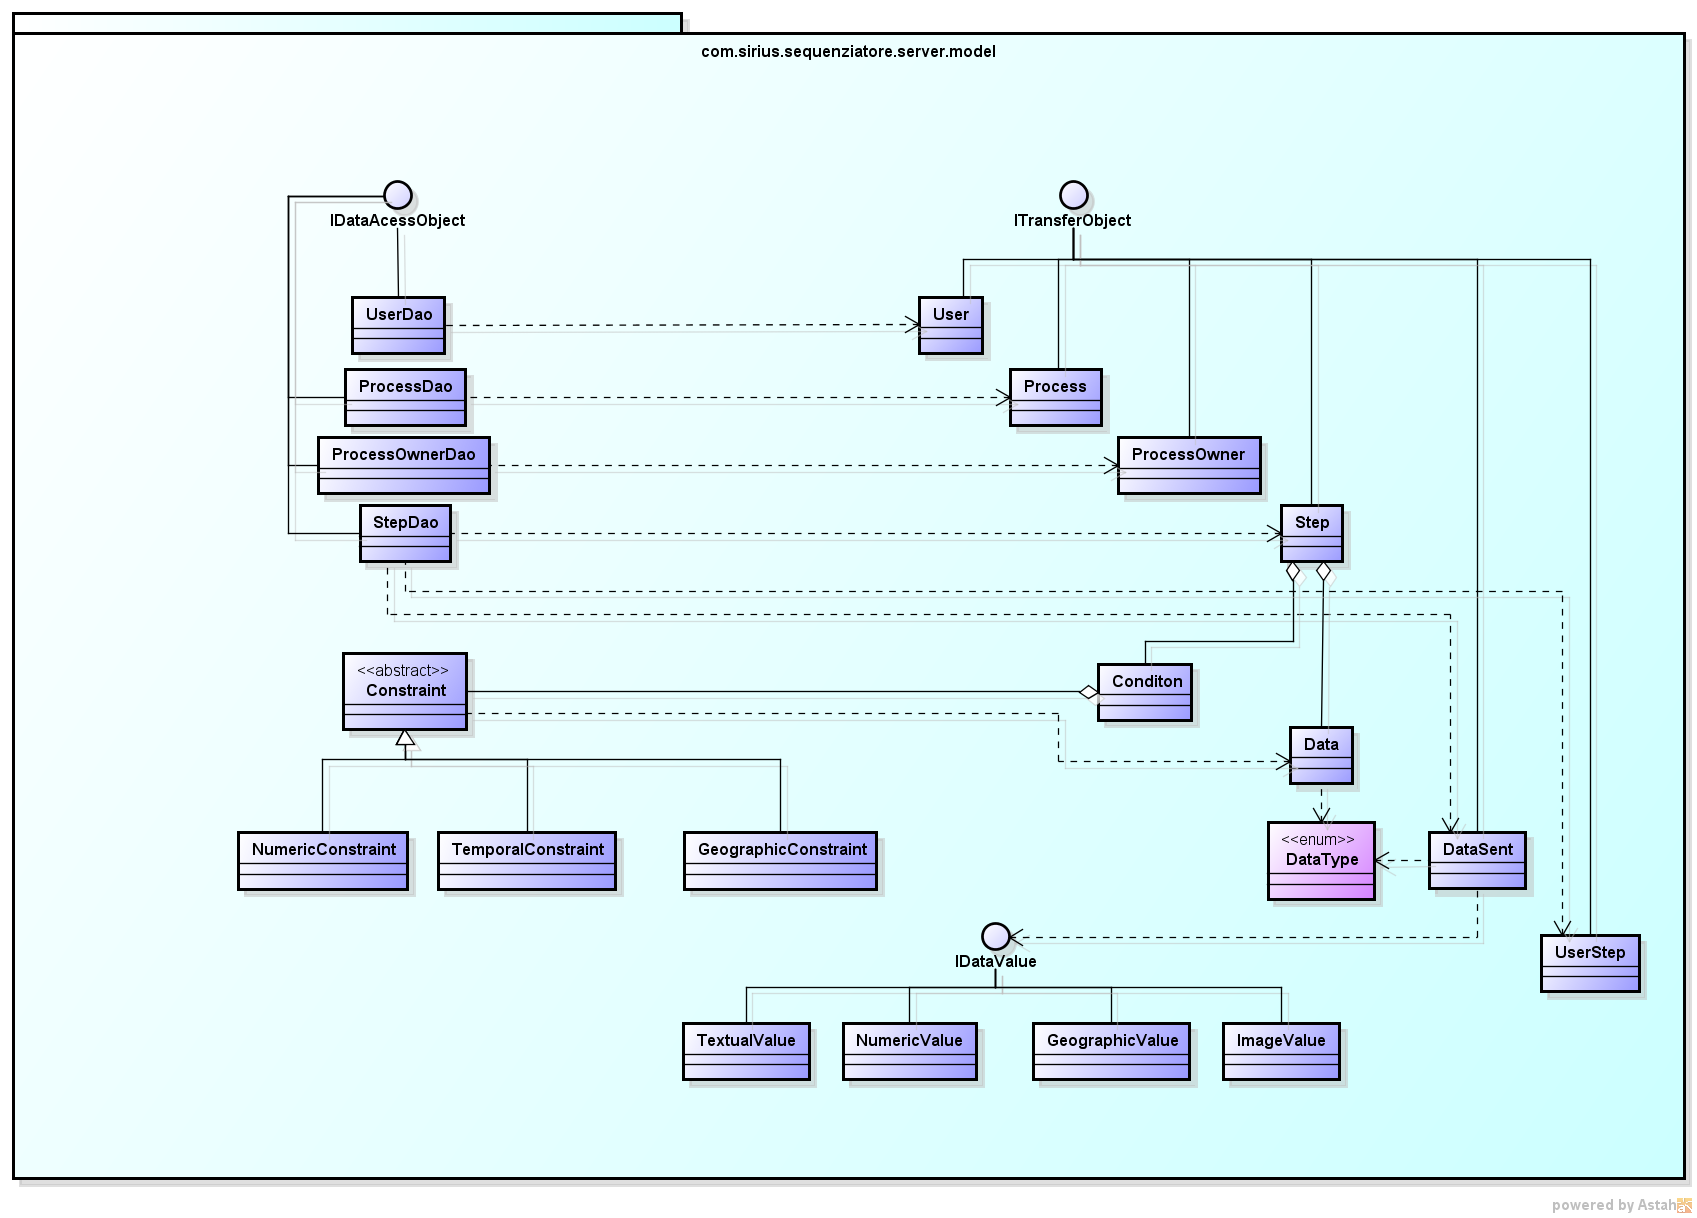 com.sirius.sequenziatore.server.model
IDataAcessObject
ITransferObject
UserDao
User
ProcessDao
Process
ProcessOwnerDao
ProcessOwner
StepDao
Step
<<abstract>>
Constraint
Conditon
Data
NumericConstraint
TemporalConstraint
GeographicConstraint
<<enum>>
DataType
DataSent
IDataValue
UserStep
TextualValue
NumericValue
GeographicValue
ImageValue
powered by Astah